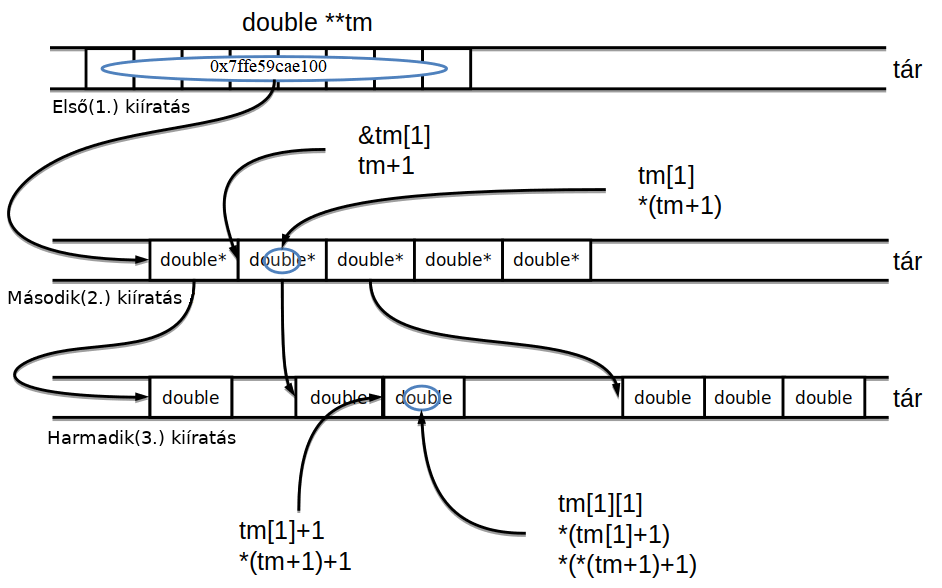 double **tm
0x7ffe59cae100
tár
Első(1.) kiíratás
&tm[1]
tm+1
tm[1]
*(tm+1)
double*
double*
double*
double*
double*
tár
Második(2.) kiíratás
double
double
double
double
double
double
tár
Harmadik(3.) kiíratás
tm[1]+1
*(tm+1)+1
tm[1][1]
*(tm[1]+1)
*(*(tm+1)+1)